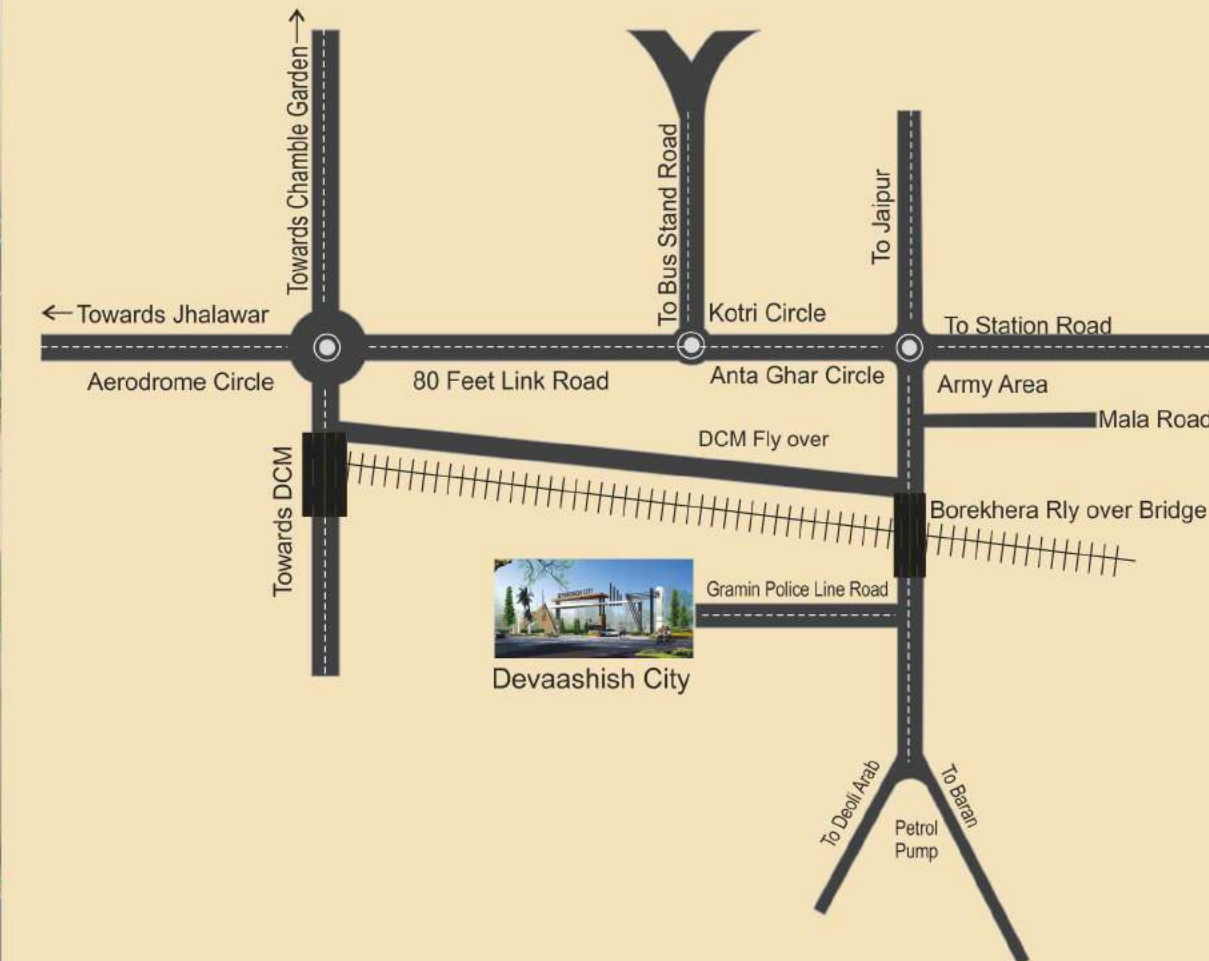 Towards Chamble Garden
To Bus Stand Road
To Jaipur
Towards Jhalawar
Kotri Circle
To Station Road
Aerodrome Circle
80 Feet Link Road
Anta Ghar Circle
Army Area
Mala Road
DCM Fly over
Towards DCM
Borekhera Rly over Bridge
Gramin Police Line Road
DEVAASHISH CITY
Devaashish City
To Deoli Arab
To Baran
Petrol
Pump